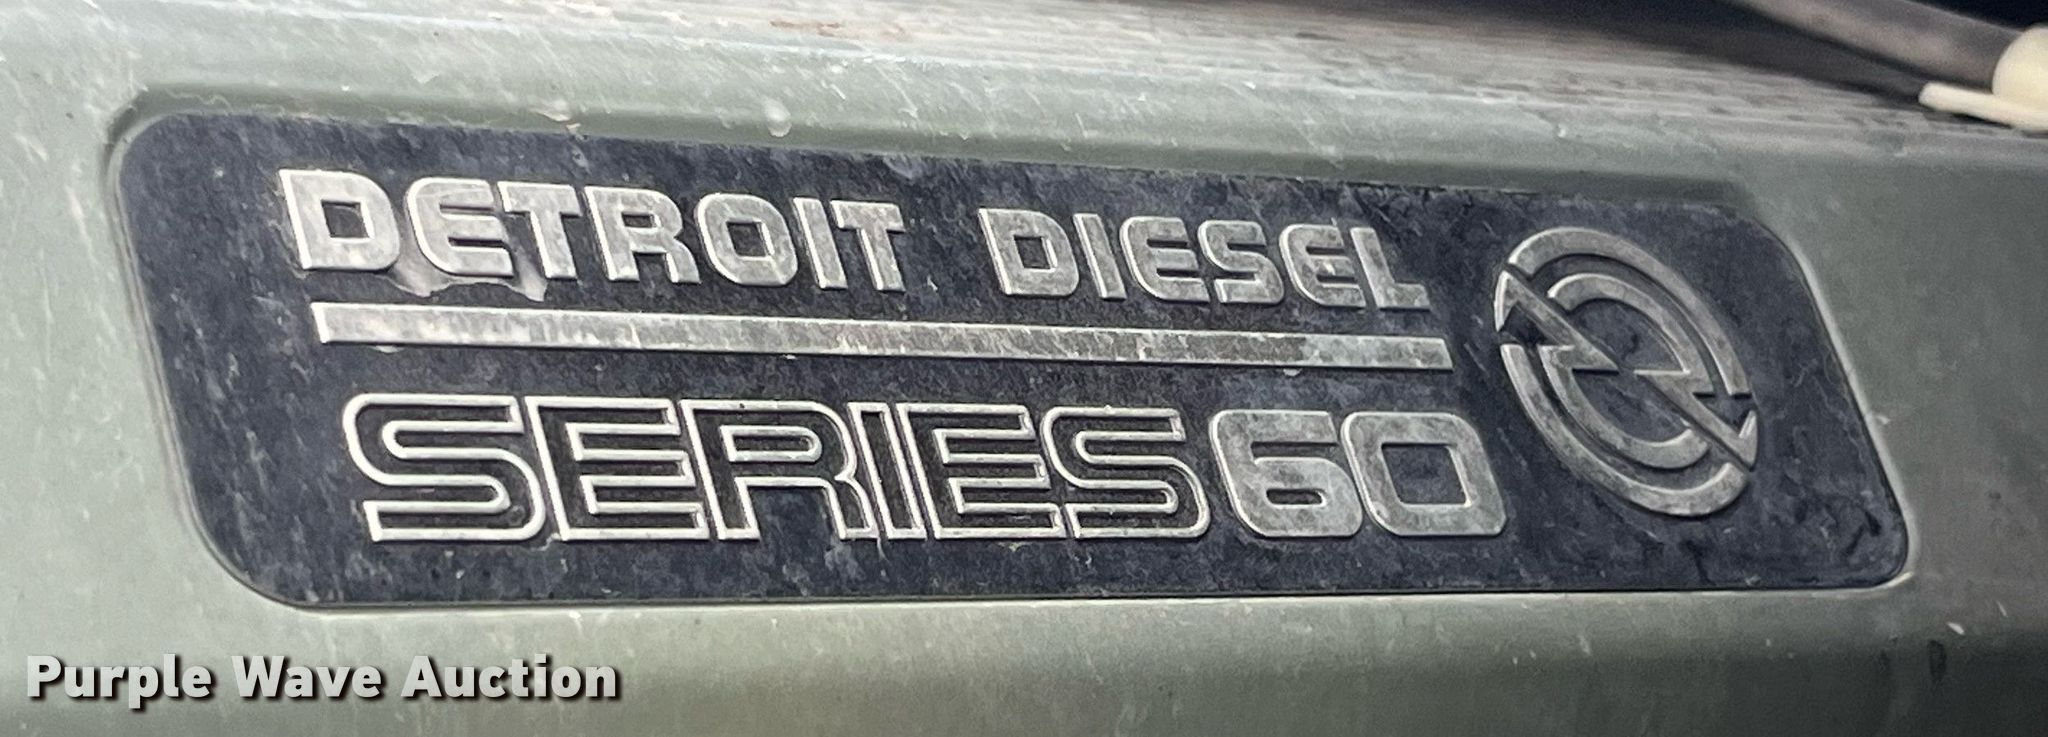 DETROIT DIESEL
SERIES 60
Purple Wave Auction